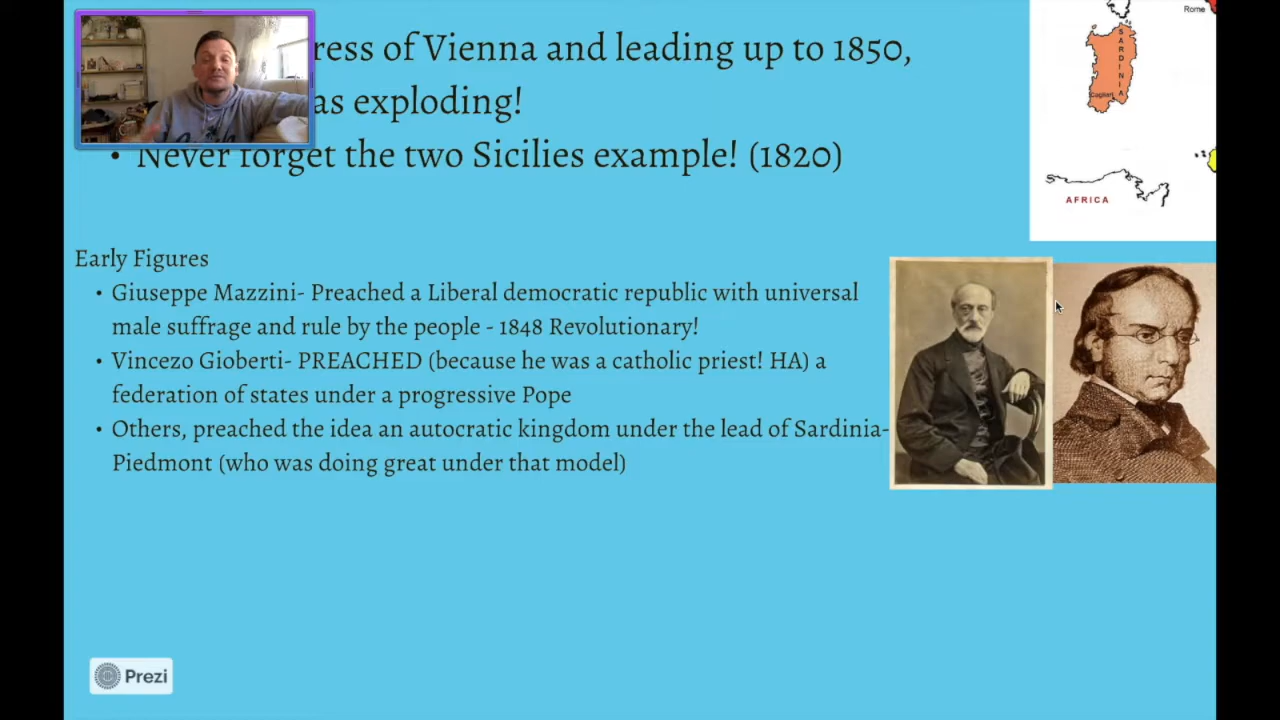 ress of Vienna and leading up to 1850,
as exploding!
• Never forget the two Sicilies example! (1820)
Early Figures
• Giuseppe Mazzini- Preached a Liberal democratic republic with universal
male suffrage and rule by the people - 1848 Revolutionary!
• Vincezo Gioberti- PREACHED (because he was a catholic priest! HA) a
federation of states under a progressive Pope
• Others, preached the idea an autocratic kingdom under the lead of Sardinia-
Piedmont (who was doing great under that model)
Rome
SARDINIA
Cagliari
AFRICA
Prezi